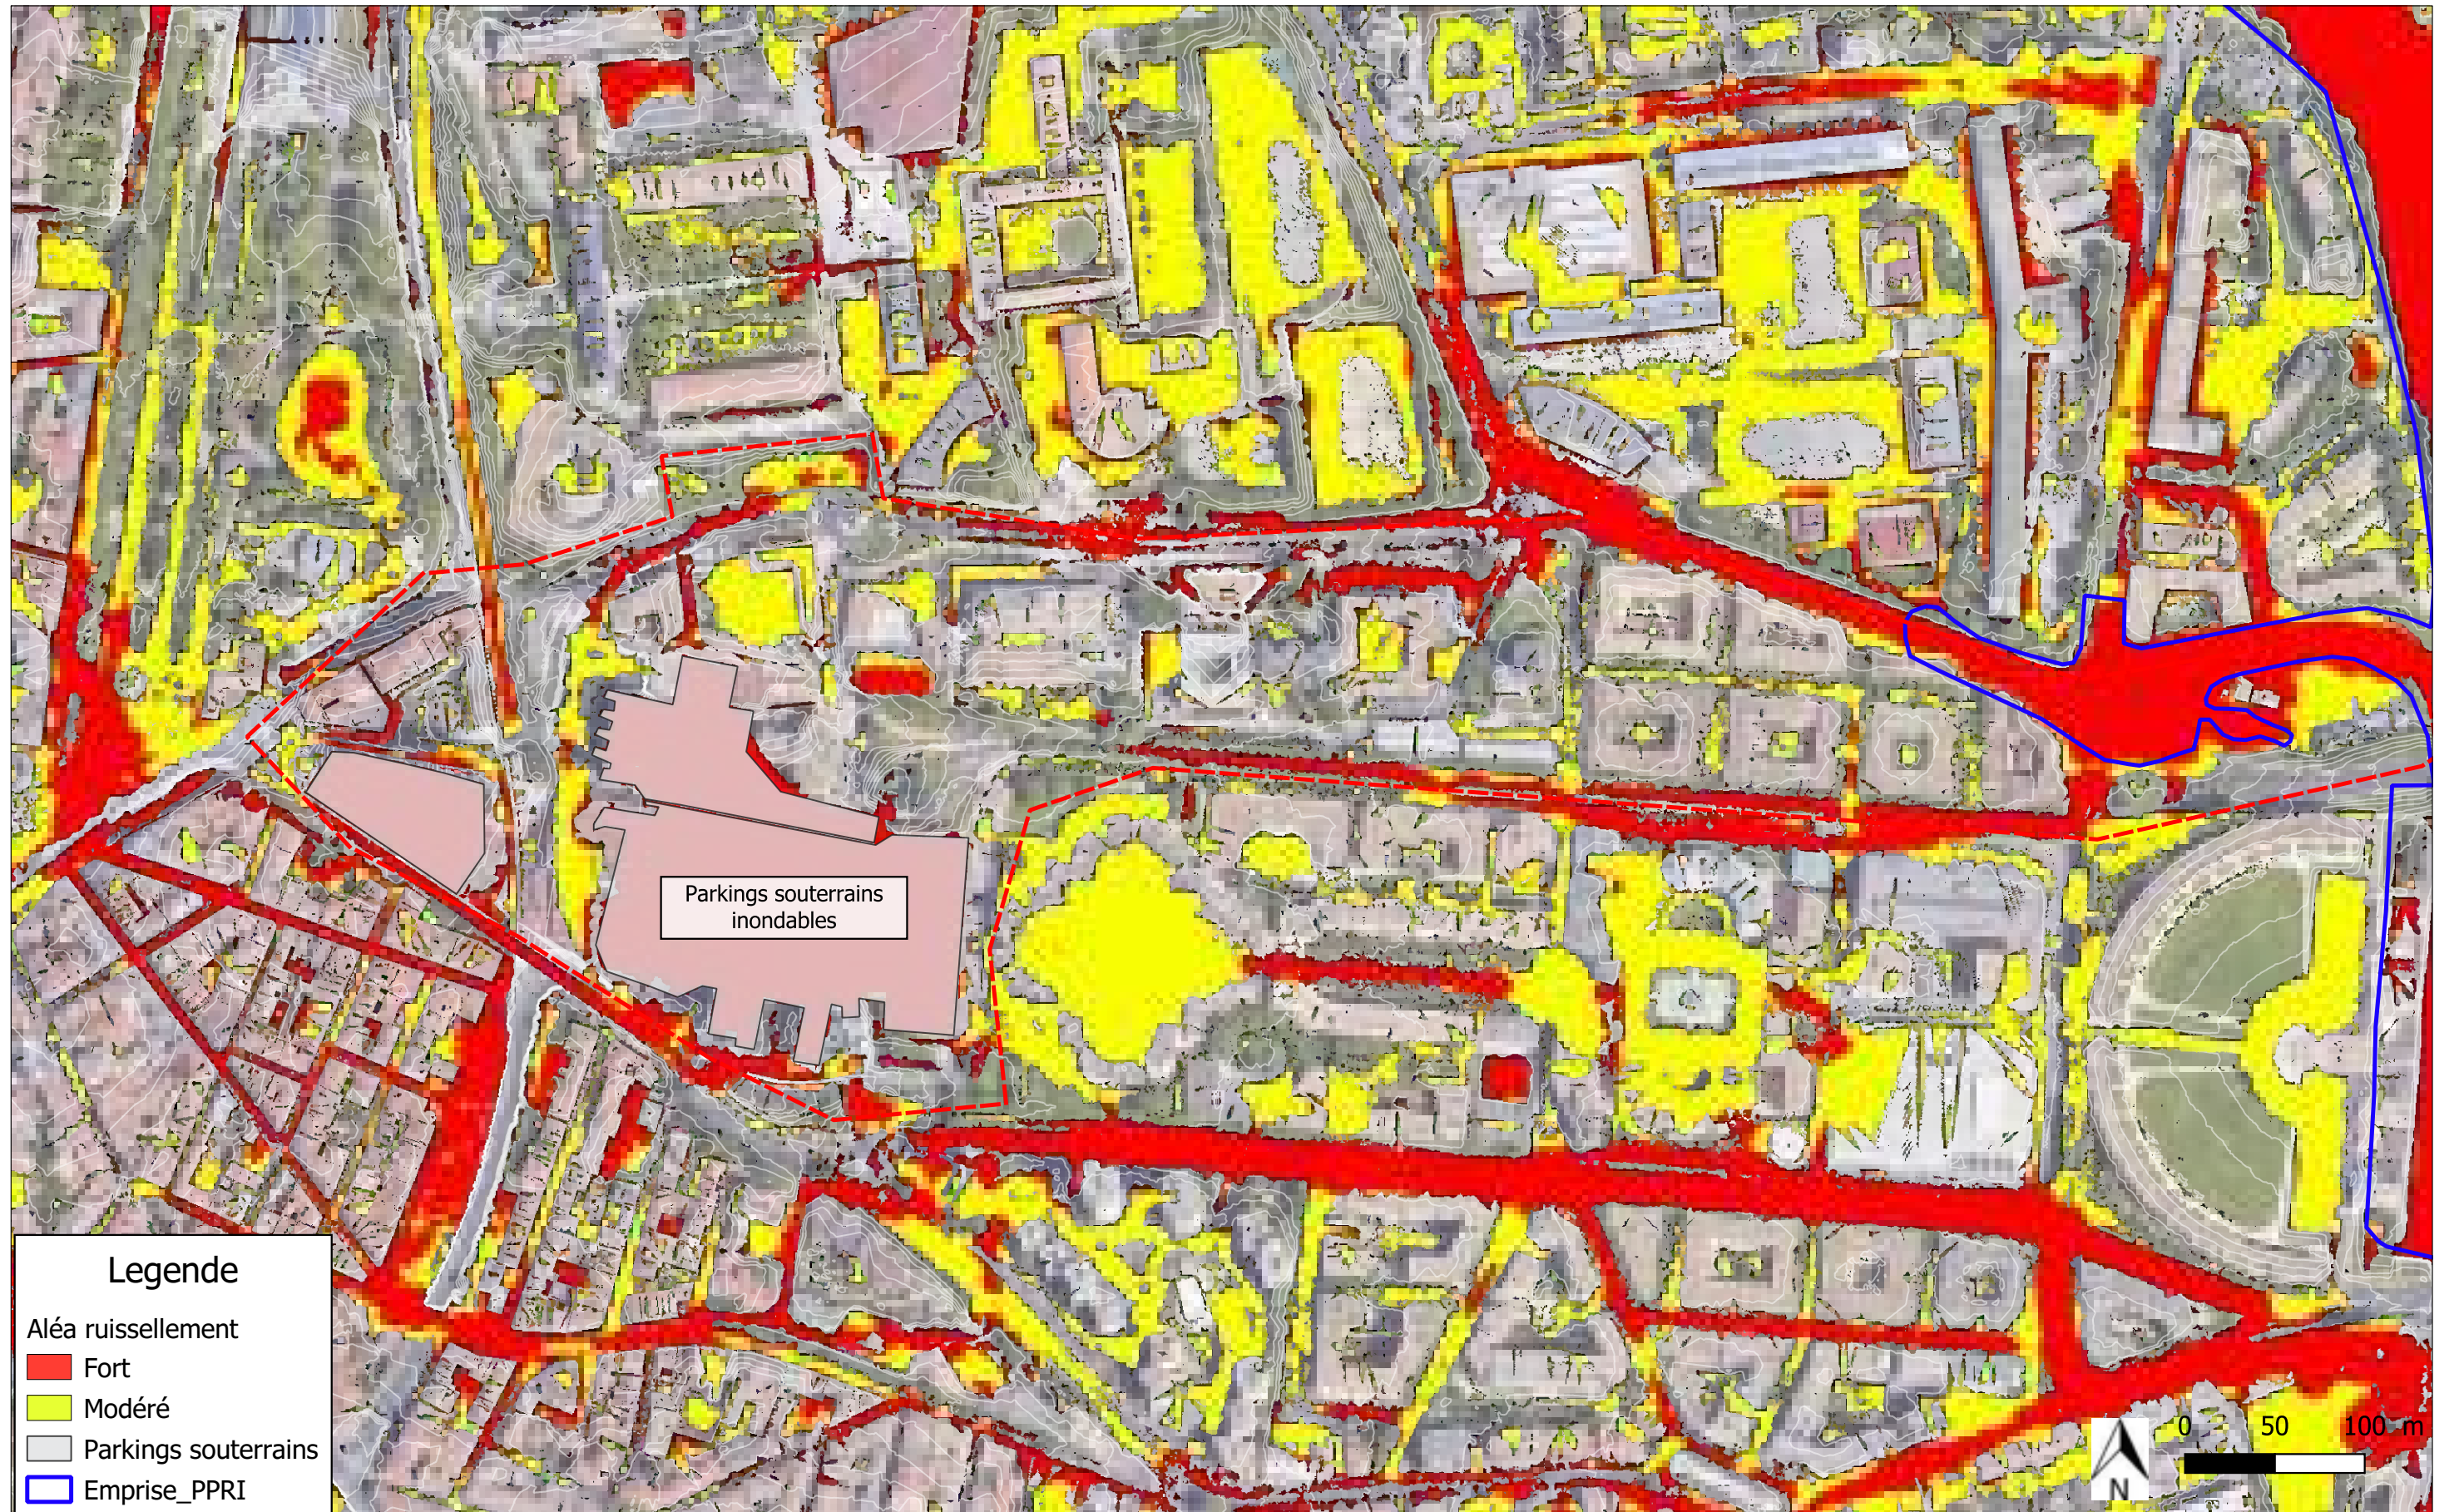 Parkings souterrains
inondables
Legende
Aléa ruissellement
Fort
Modéré
Parkings souterrains
Emprise_PPRI
0 50 100 m
N